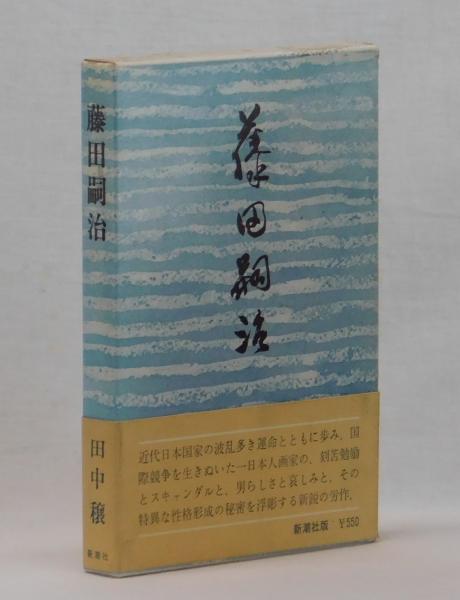 藤田嗣治
藤田嗣治
近代日本国家の波乱多き運命とともに歩み、国
際競争を生きぬいた一日本人画家の、刻苦勉励
とスキャンダルと、男らしさと哀しみと、その
特異な性格形成の秘密を浮彫する新鋭の労作。
新潮社版 ¥550
田中穣
新潮社